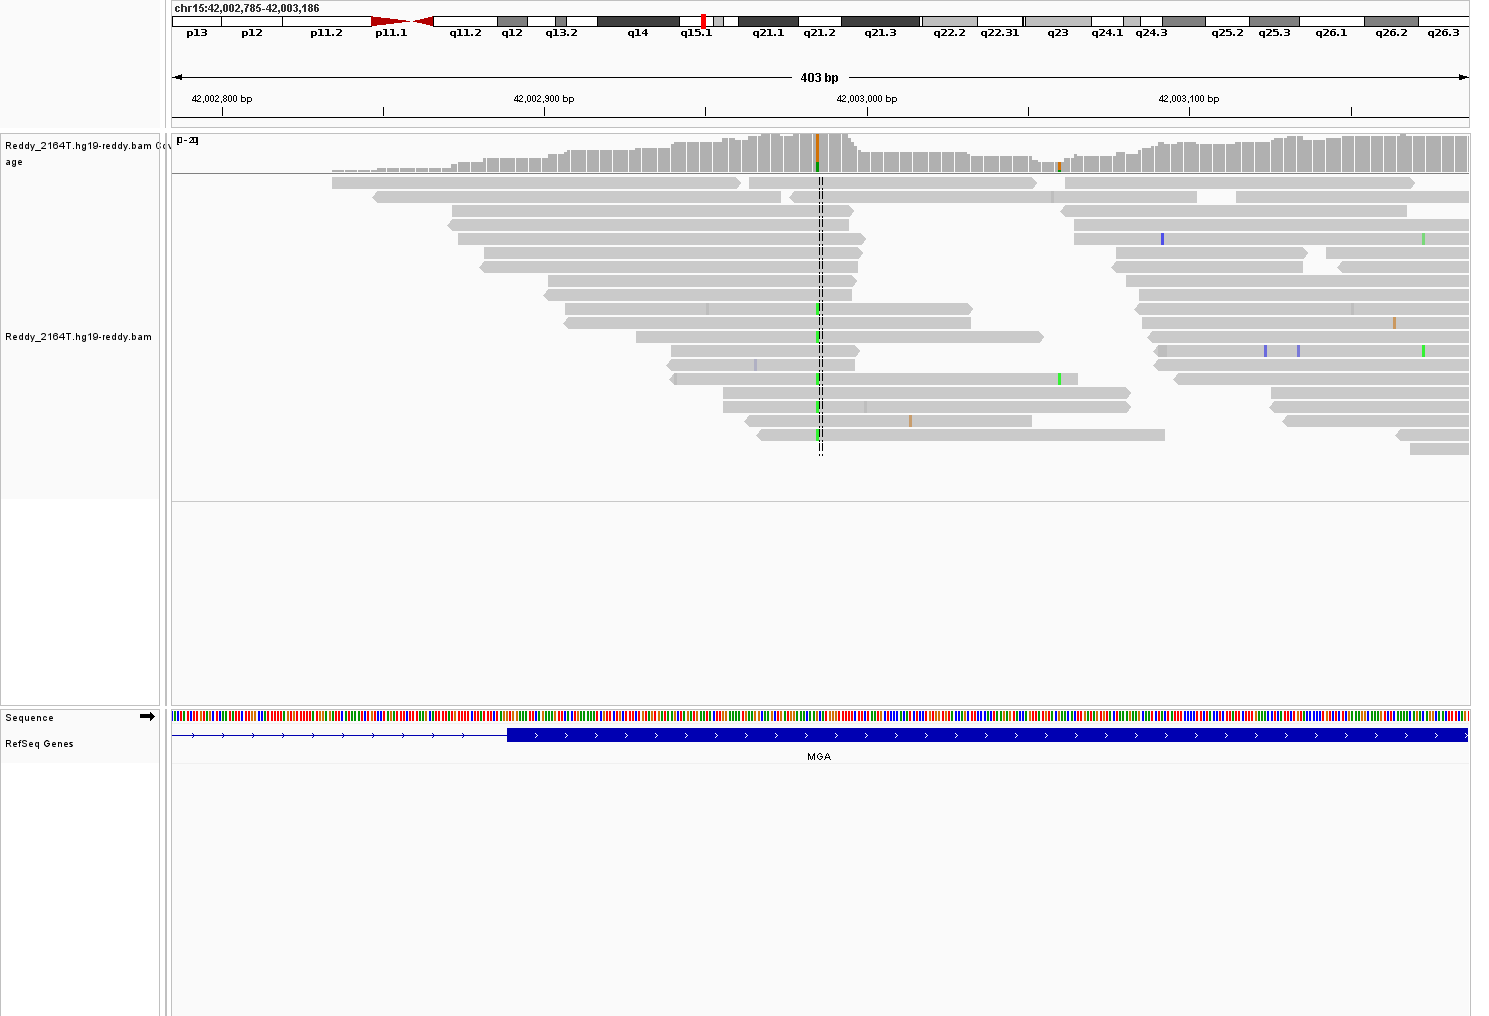 chr15:42,002,785-42,003,186
p13 p12 p11.2 p11.1 q11.2 q12 q13.2 q14 q15.1 q21.1 q21.2 q21.3 q22.2 q22.31 q23 q24.1 q24.3 q25.2 q25.3 q26.1 q26.2 q26.3
403 bp
42,002,800 bp 42,002,900 bp 42,003,000 bp 42,003,100 bp
Reddy_2164T.hg19-reddy.bam Cov
age
[0 - 20]
Reddy_2164T.hg19-reddy.bam
Sequence
RefSeq Genes
MGA